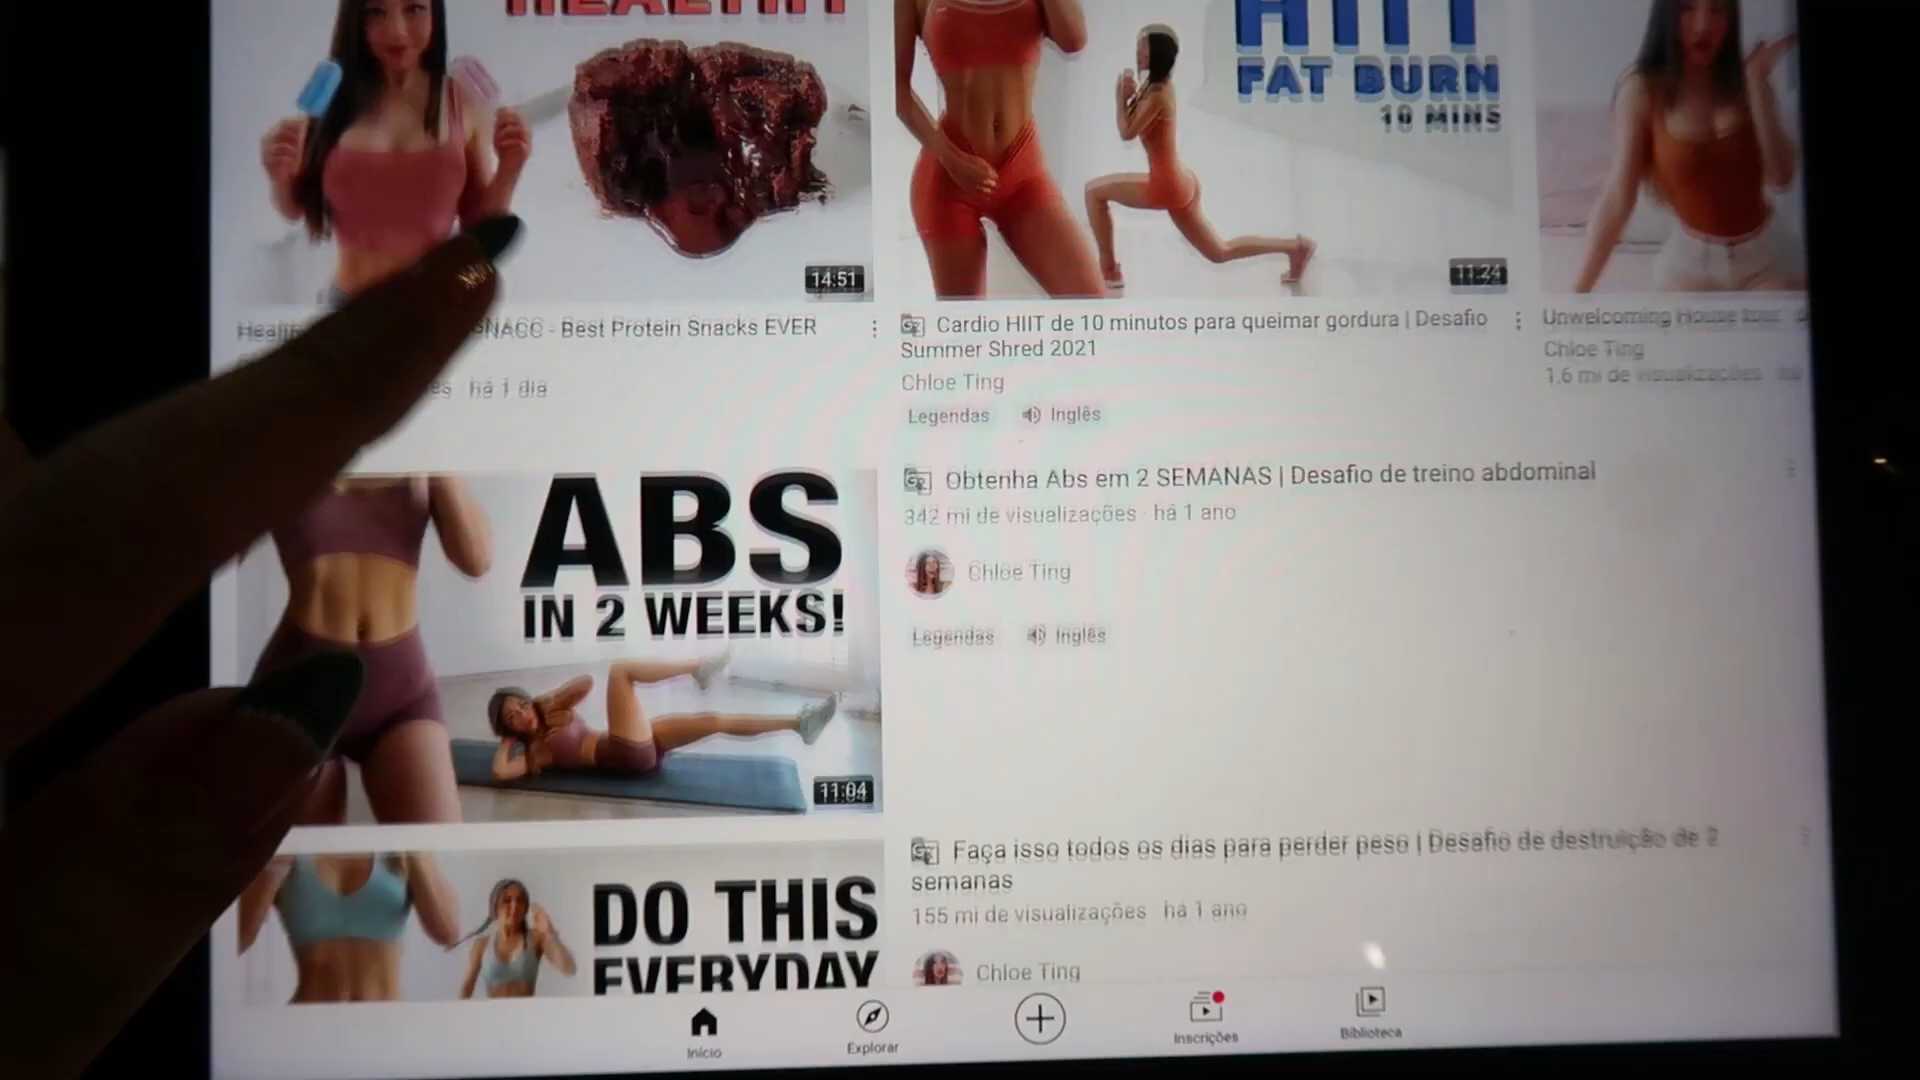 HEALTHY
HIIT
FAT BURN
10 MINS
14:51
11:24
NACC - Best Protein Snacks EVER
há 1 dia
Cardio HIIT de 10 minutos para queimar gordura | Desafio
Summer Shred 2021
Chloe Ting
Legendas Inglês
Unwelcoming House tour
Chloe Ting
1.6 mi de visualizações
ABS
IN 2 WEEKS!
11:04
Obtenha Abs em 2 SEMANAS | Desafio de treino abdominal
342 mi de visualizações · há 1 ano
Chloe Ting
Legendas Inglês
DO THIS
EVERYDAY
Faça isso todos os dias para perder peso | Desafio de destruição de 2
semanas
155 mi de visualizações há 1 ano
Chloe Ting
Início
Explorar
Inscrições
Biblioteca